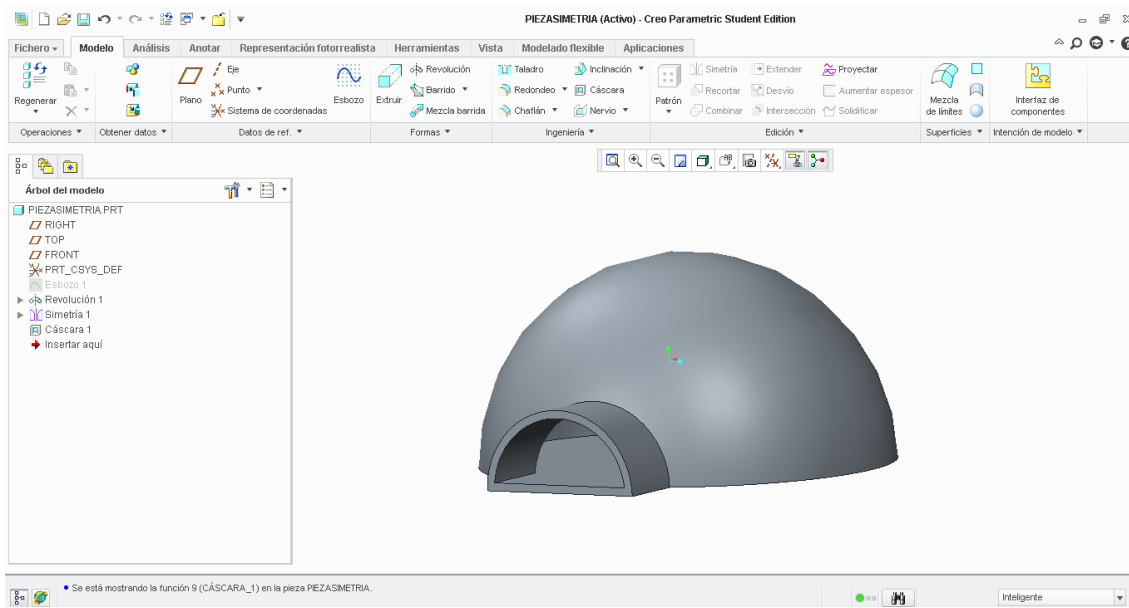 PIEZASIMETRIA (Activo) - Creo Parametric Student Edition
Fichero Modelo Análisis Anotar Representación fotorrealista Herramientas Vista Modelado flexible Aplicaciones
Regenerar
Plano
Eje
Punto
Sistema de coordenadas
Esbozo
Extruir
Revolución
Barrido
Mezcla barrida
Taladro
Redondeo
Chaflán
Inclinación
Cáscara
Nervio
Patrón
Simetría
Recortar
Combinar
Extender
Desvío
Intersección
Proyectar
Aumentar espesor
Solidificar
Mezcla
de límites
Interfaz de
componentes
Operaciones Obtener datos Datos de ref. Formas Ingeniería Edición Superficies Intención de modelo
Árbol del modelo
PIEZASIMETRIA.PRT
RIGHT
TOP
FRONT
PRT_CSYS_DEF
Esbozo 1
Revolución 1
Simetría 1
Cáscara 1
Insertar aquí
Se está mostrando la función 9 (CÁSCARA_1) en la pieza PIEZASIMETRIA.
Inteligente